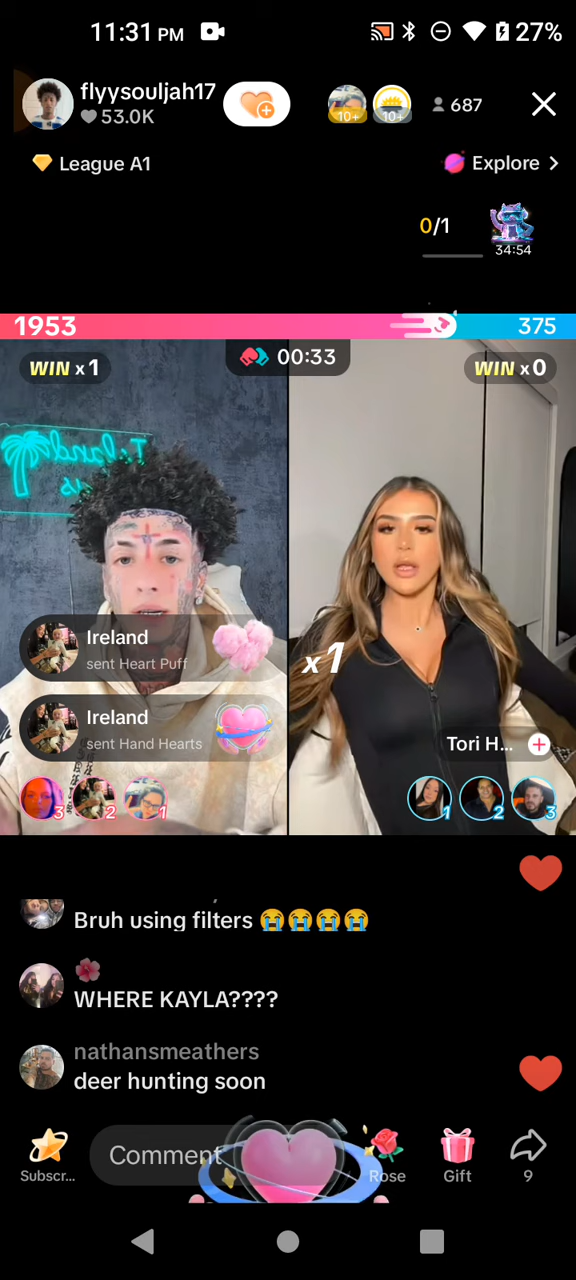 11:31 PM
27%
flyysouljah17
53.0K
10+
10+
687
League A1
Explore >
0/1
34:54
1953
375
WIN x1
00:33
WIN x0
Ireland
sent Heart Puff
x1
Ireland
sent Hand Hearts
Tori H...
3
2
1
1
2
3
Bruh using filters 😭😭😭😭
🌺
WHERE KAYLA????
nathansmeathers
deer hunting soon
Subscr...
Comment
Rose
Gift
9